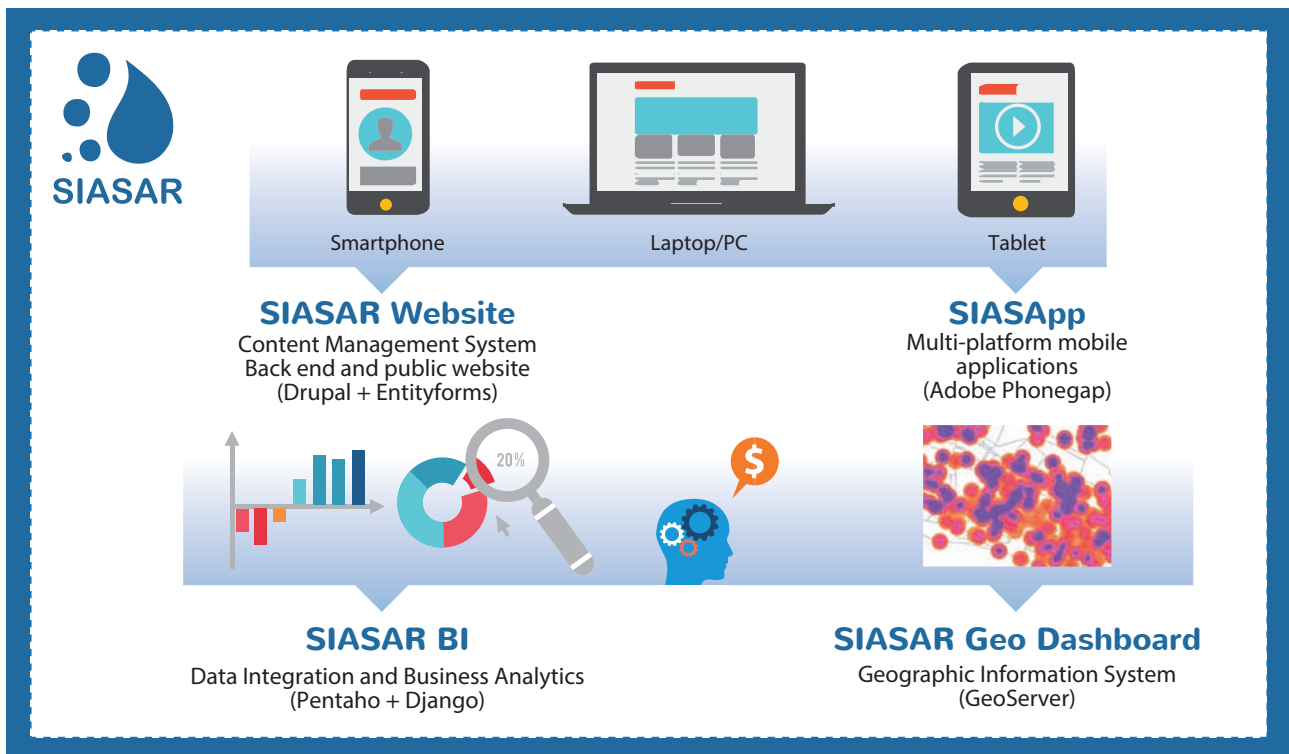 SIASAR
Smartphone
Laptop/PC
Tablet
SIASAR Website
Content Management System
Back end and public website
(Drupal + Entityforms)
SIASApp
Multi-platform mobile
applications
(Adobe Phonegap)
20%
$
SIASAR BI
Data Integration and Business Analytics
(Pentaho + Django)
SIASAR Geo Dashboard
Geographic Information System
(GeoServer)